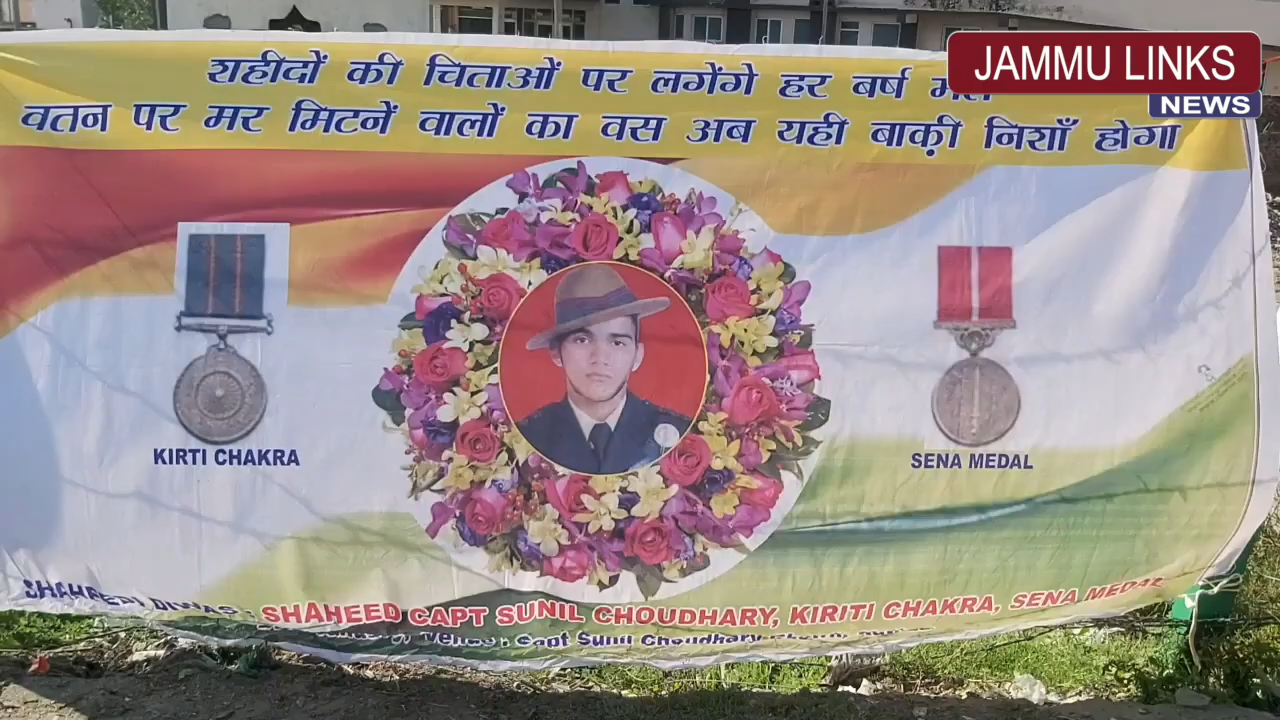 शहीदों की चिताओं पर लगेंगे हर बर्ष
JAMMU LINKS
NEWS
वतन पर मर मिटनें वालों का वस अब यही बाक़ी निशाँ होगा
KIRTI CHAKRA
SENA MEDAL
SHAHEEDI DIWAS : SHAHEED CAPT SUNIL CHOUDHARY, KIRITI CHAKRA, SENA MEDAL
Venue : Capt Sunil Choudhary